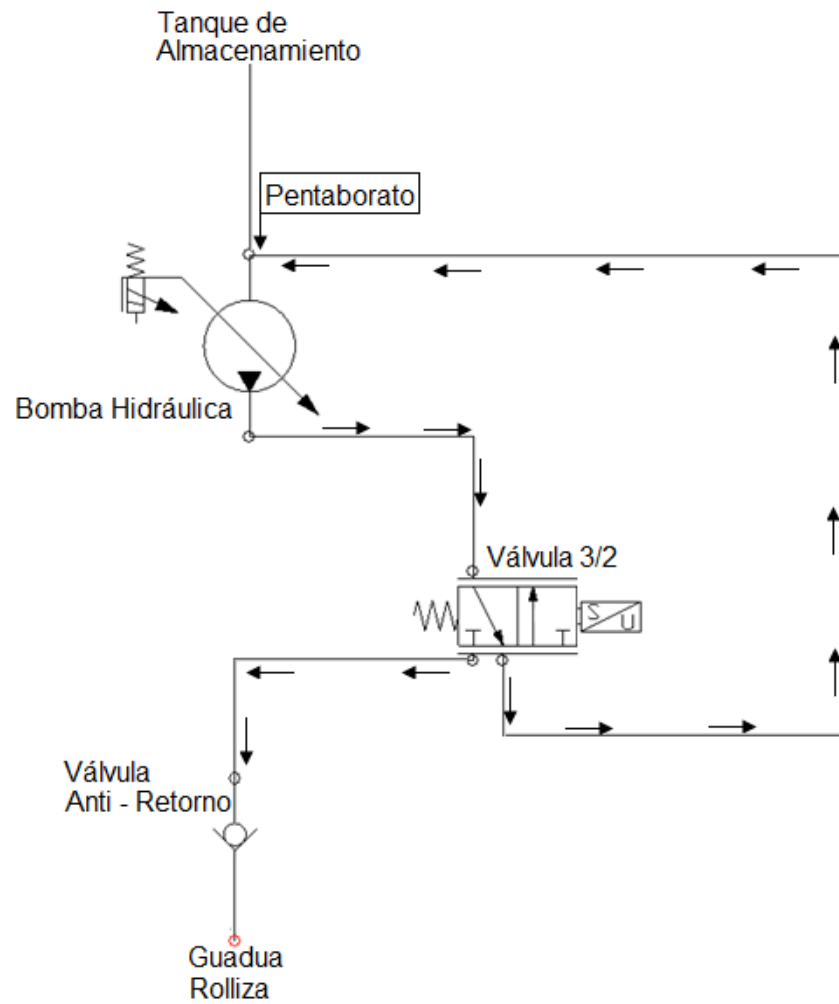 Tanque de
Almacenamiento
Pentaborato
Bomba Hidráulica
Válvula 3/2
S
U
Válvula
Anti - Retorno
Guadua
Rolliza